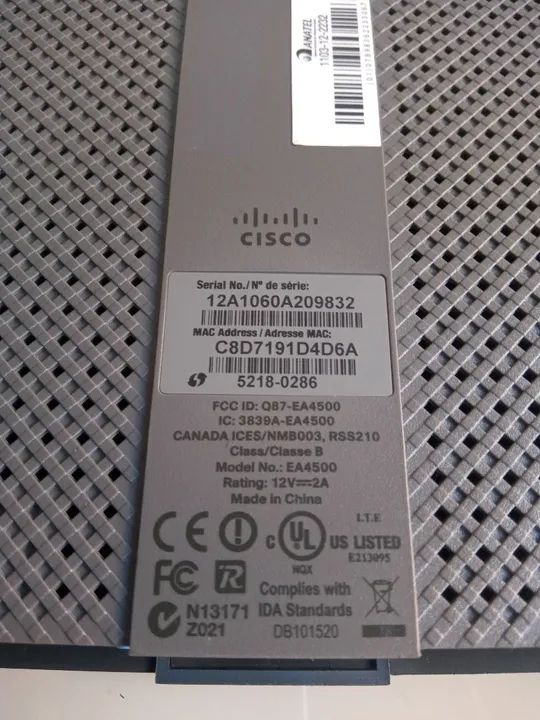 ANATEL
1103-12-2232
CISCO
Serial No./Nº de série:
12A1060A209832
MAC Address / Adresse MAC:
C8D7191D4D6A
5218-0286
FCC ID: Q87-EA4500
IC: 3839A-EA4500
CANADA ICES/NMB003, RSS210
Class/Classe B
Model No.: EA4500
Rating: 12V⎓2A
Made in China
CE
C UL US LISTED
I.T.E
E213095
NQX
FC R
Complies with
IDA Standards
DB101520
N13171
Z021